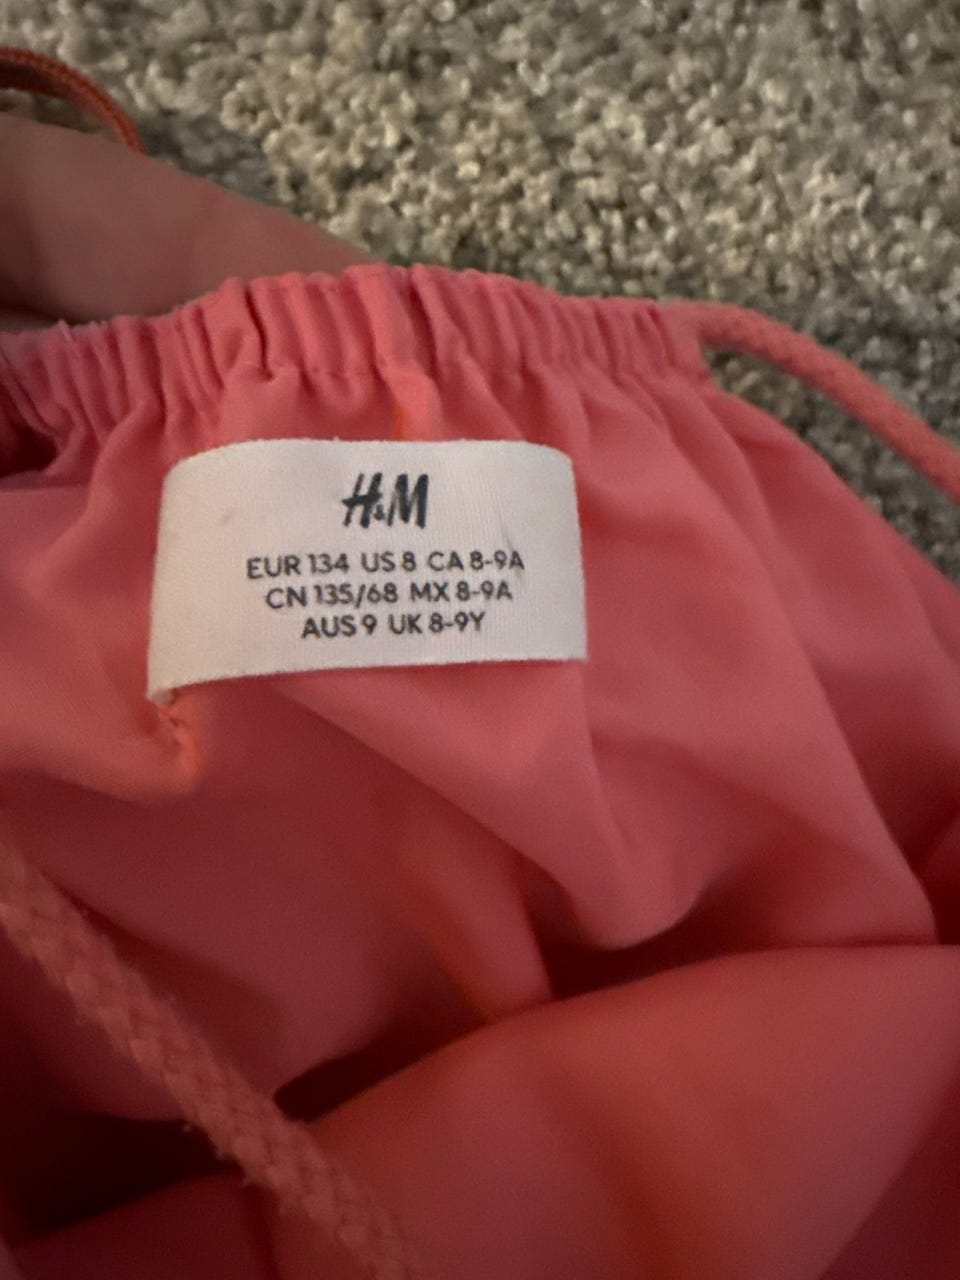 H&M
EUR 134 US 8 CA 8-9A
CN 135/68 MX 8-9A
AUS 9 UK 8-9Y